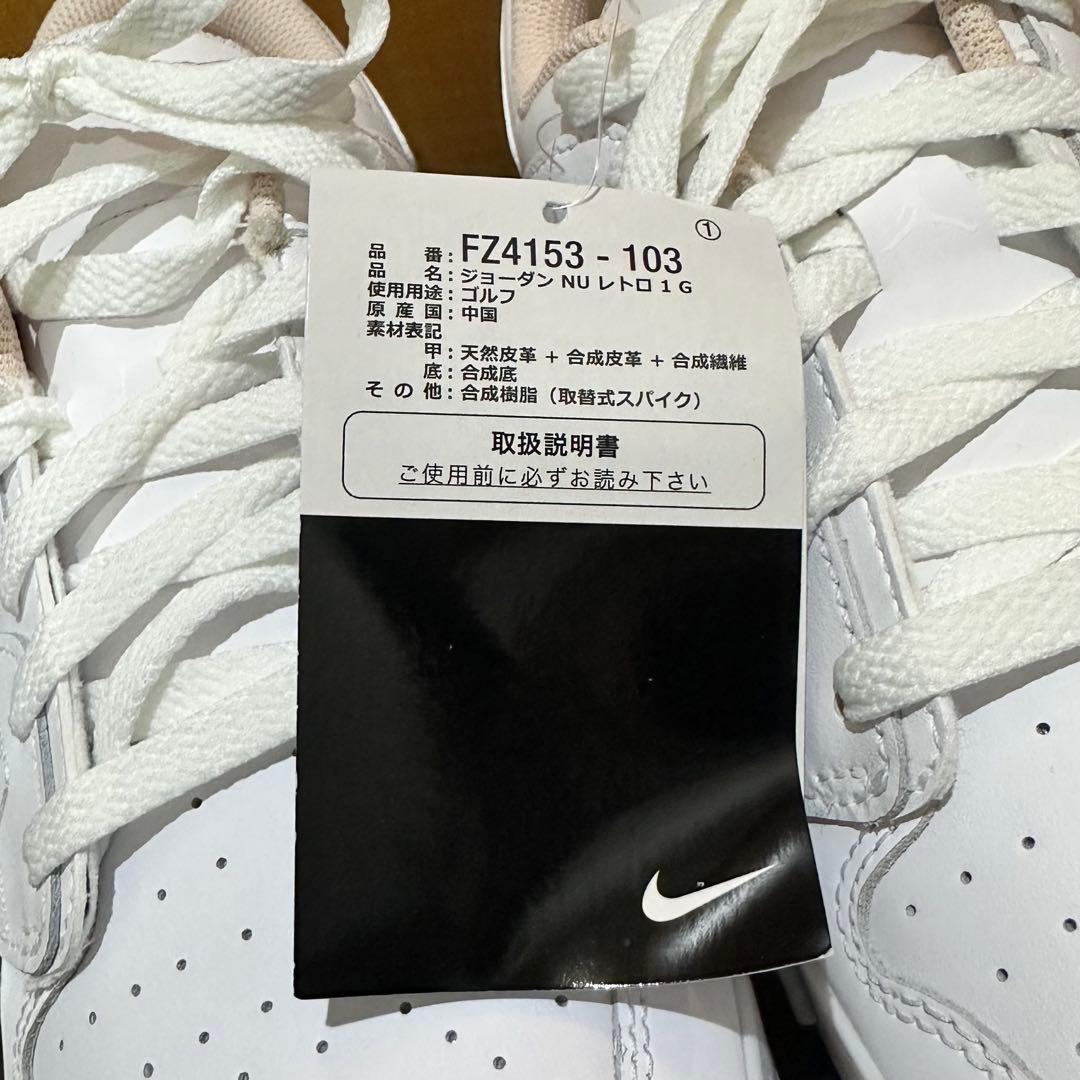 ①
品番:FZ4153 - 103
品名:ジョーダン NU レトロ 1 G
使用用途:ゴルフ
原産国:中国
素材表記
甲:天然皮革 + 合成皮革 + 合成繊維
底:合成底
その他:合成樹脂（取替式スパイク）
取扱説明書
ご使用前に必ずお読み下さい